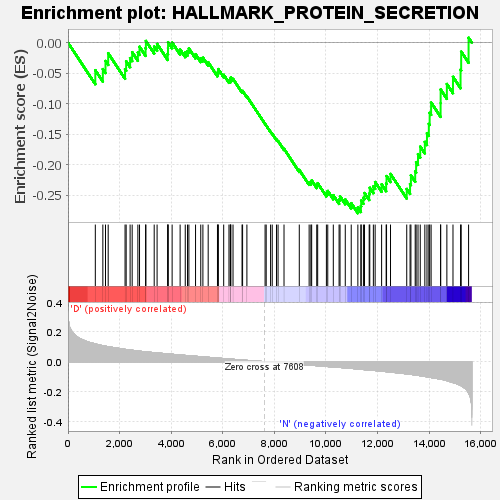 Enrichment plot: HALLMARK_PROTEIN_SECRETION
Enrichment score (ES)
0.00
-0.05
-0.10
-0.15
-0.20
-0.25
'D' (positively correlated)
Ranked list metric (Signal2Noise)
0.4
0.2
0.0
-0.2
-0.4
Zero cross at 7608
'N' (negatively correlated)
0
2,000
4,000
6,000
8,000
10,000
12,000
14,000
16,000
Rank in Ordered Dataset
Enrichment profile
Hits
Ranking metric scores